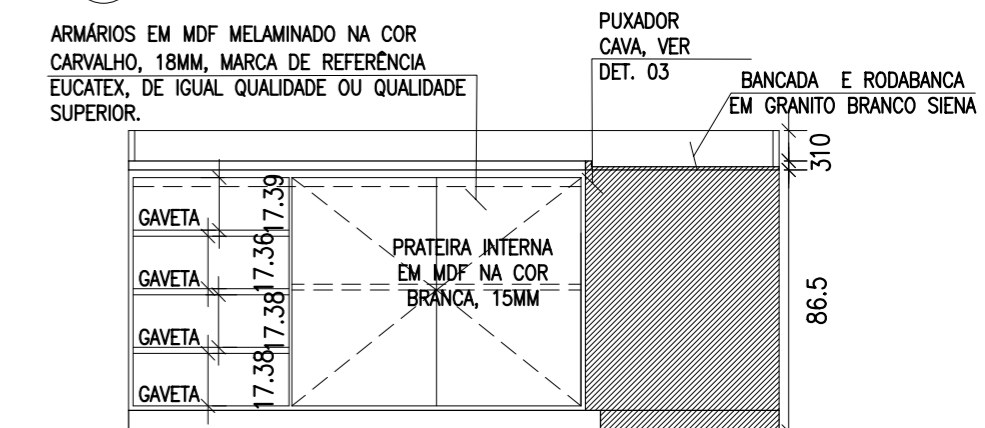 ARMÁRIOS EM MDF MELAMINADO NA COR
CARVALHO, 18MM, MARCA DE REFERÊNCIA
EUCATEX, DE IGUAL QUALIDADE OU QUALIDADE
SUPERIOR.
PUXADOR
CAVA, VER
DET. 03
BANCADA E RODABANCA
EM GRANITO BRANCO SIENA
310
GAVETA
17.39
GAVETA
17.36
GAVETA
17.38
GAVETA
17.38
PRATEIRA INTERNA
EM MDF NA COR
BRANCA, 15MM
86.5